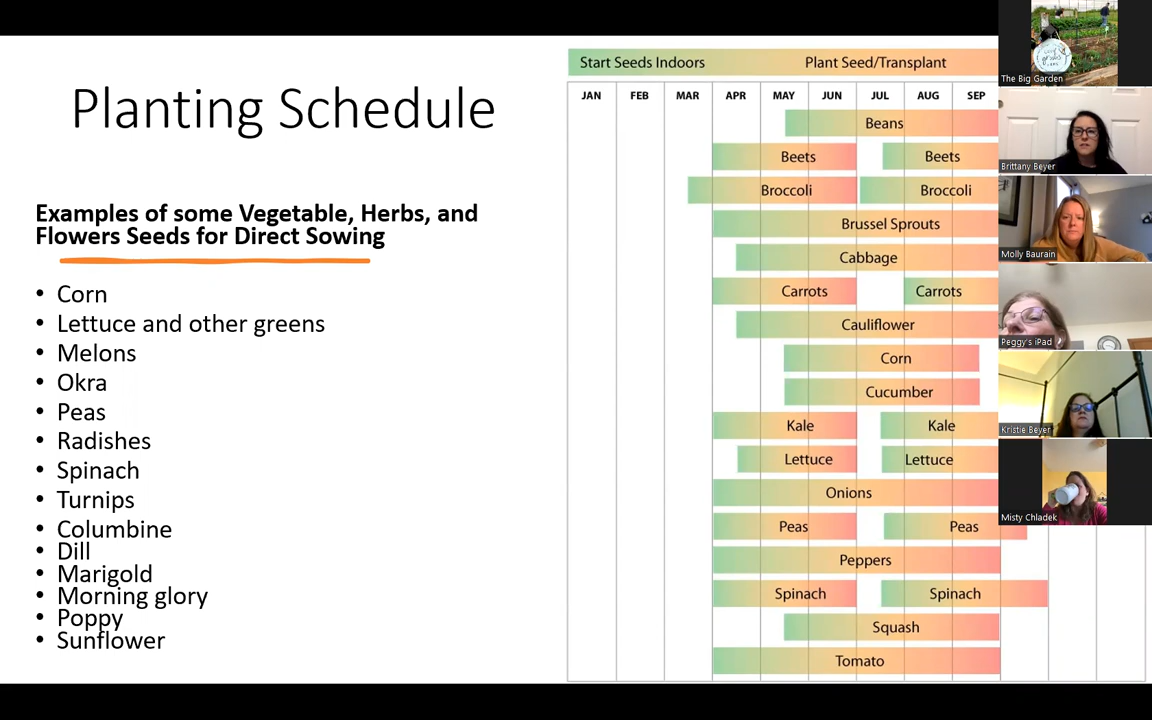 Planting Schedule
Examples of some Vegetable, Herbs, and
Flowers Seeds for Direct Sowing
• Corn
• Lettuce and other greens
• Melons
• Okra
• Peas
• Radishes
• Spinach
• Turnips
• Columbine
• Dill
• Marigold
• Morning glory
• Poppy
• Sunflower
Start Seeds Indoors Plant Seed/Transplant
JAN FEB MAR APR MAY JUN JUL AUG SEP
Beans
Beets Beets
Broccoli Broccoli
Brussel Sprouts
Cabbage
Carrots Carrots
Cauliflower
Corn
Cucumber
Kale Kale
Lettuce Lettuce
Onions
Peas Peas
Peppers
Spinach Spinach
Squash
Tomato
The Big Garden
Brittany Beyer
Molly Baurain
Peggy's iPad
Kristie Beyer
Misty Chladek